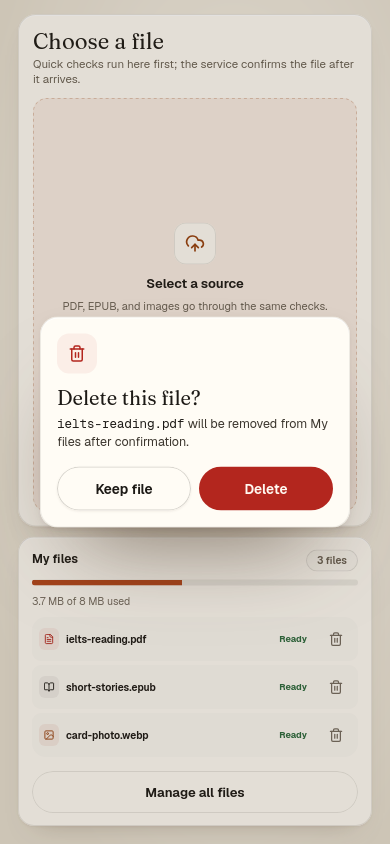 Choose a file
Quick checks run here first; the service confirms the file after
it arrives.
Select a source
PDF, EPUB, and images go through the same checks.
Delete this file?
ielts-reading.pdf will be removed from My
files after confirmation.
Keep file
Delete
My files
3 files
3.7 MB of 8 MB used
ielts-reading.pdf
Ready
short-stories.epub
Ready
card-photo.webp
Ready
Manage all files